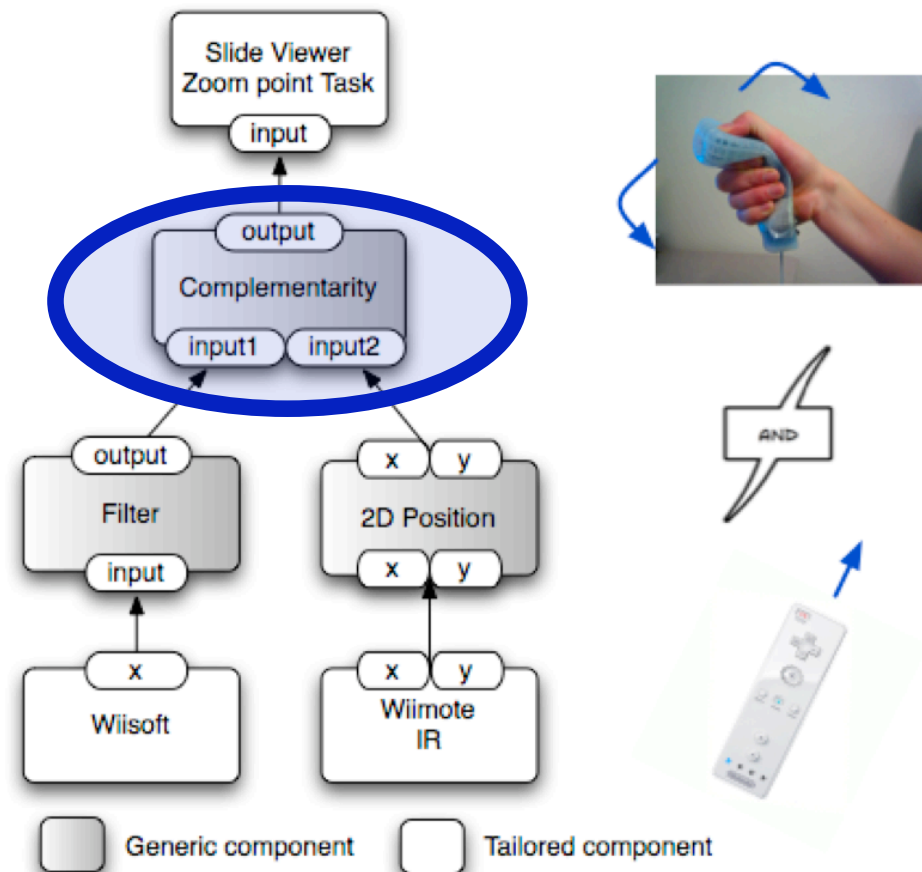 Slide Viewer
Zoom point Task
input
output
Complementarity
input1 input2
AND
output
x y
Filter
2D Position
input
x y
x
x y
Wiisoft
Wiimote
IR
Generic component
Tailored component